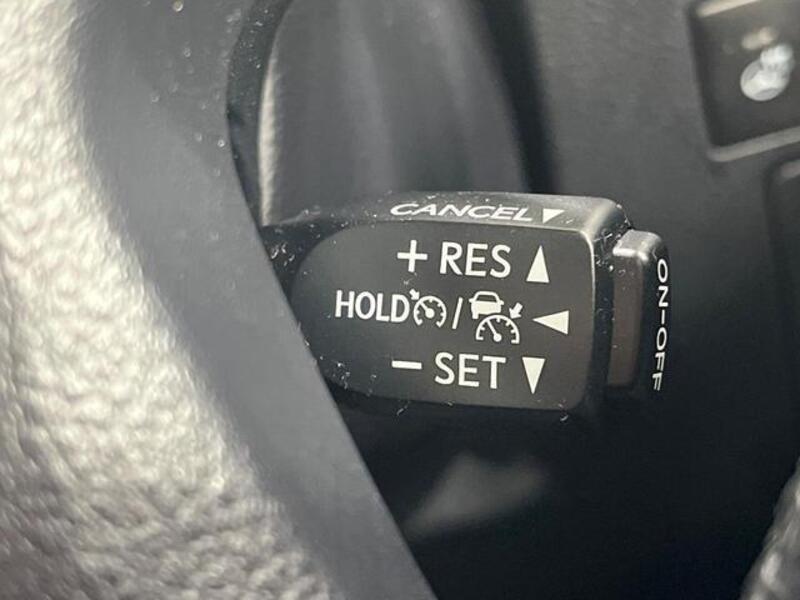 CANCEL▼
+ RES ▲
HOLD / ◀
− SET ▼
ON-OFF